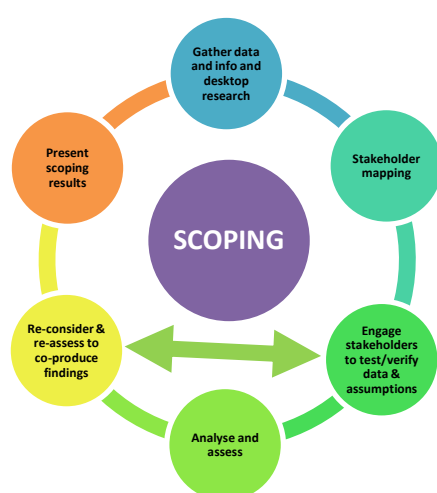 Gather data
and info and
desktop
research
Present
scoping
results
Stakeholder
mapping
SCOPING
Re-consider &
re-assess to
co-produce
findings
Engage
stakeholders
to test/verify
data &
assumptions
Analyse and
assess